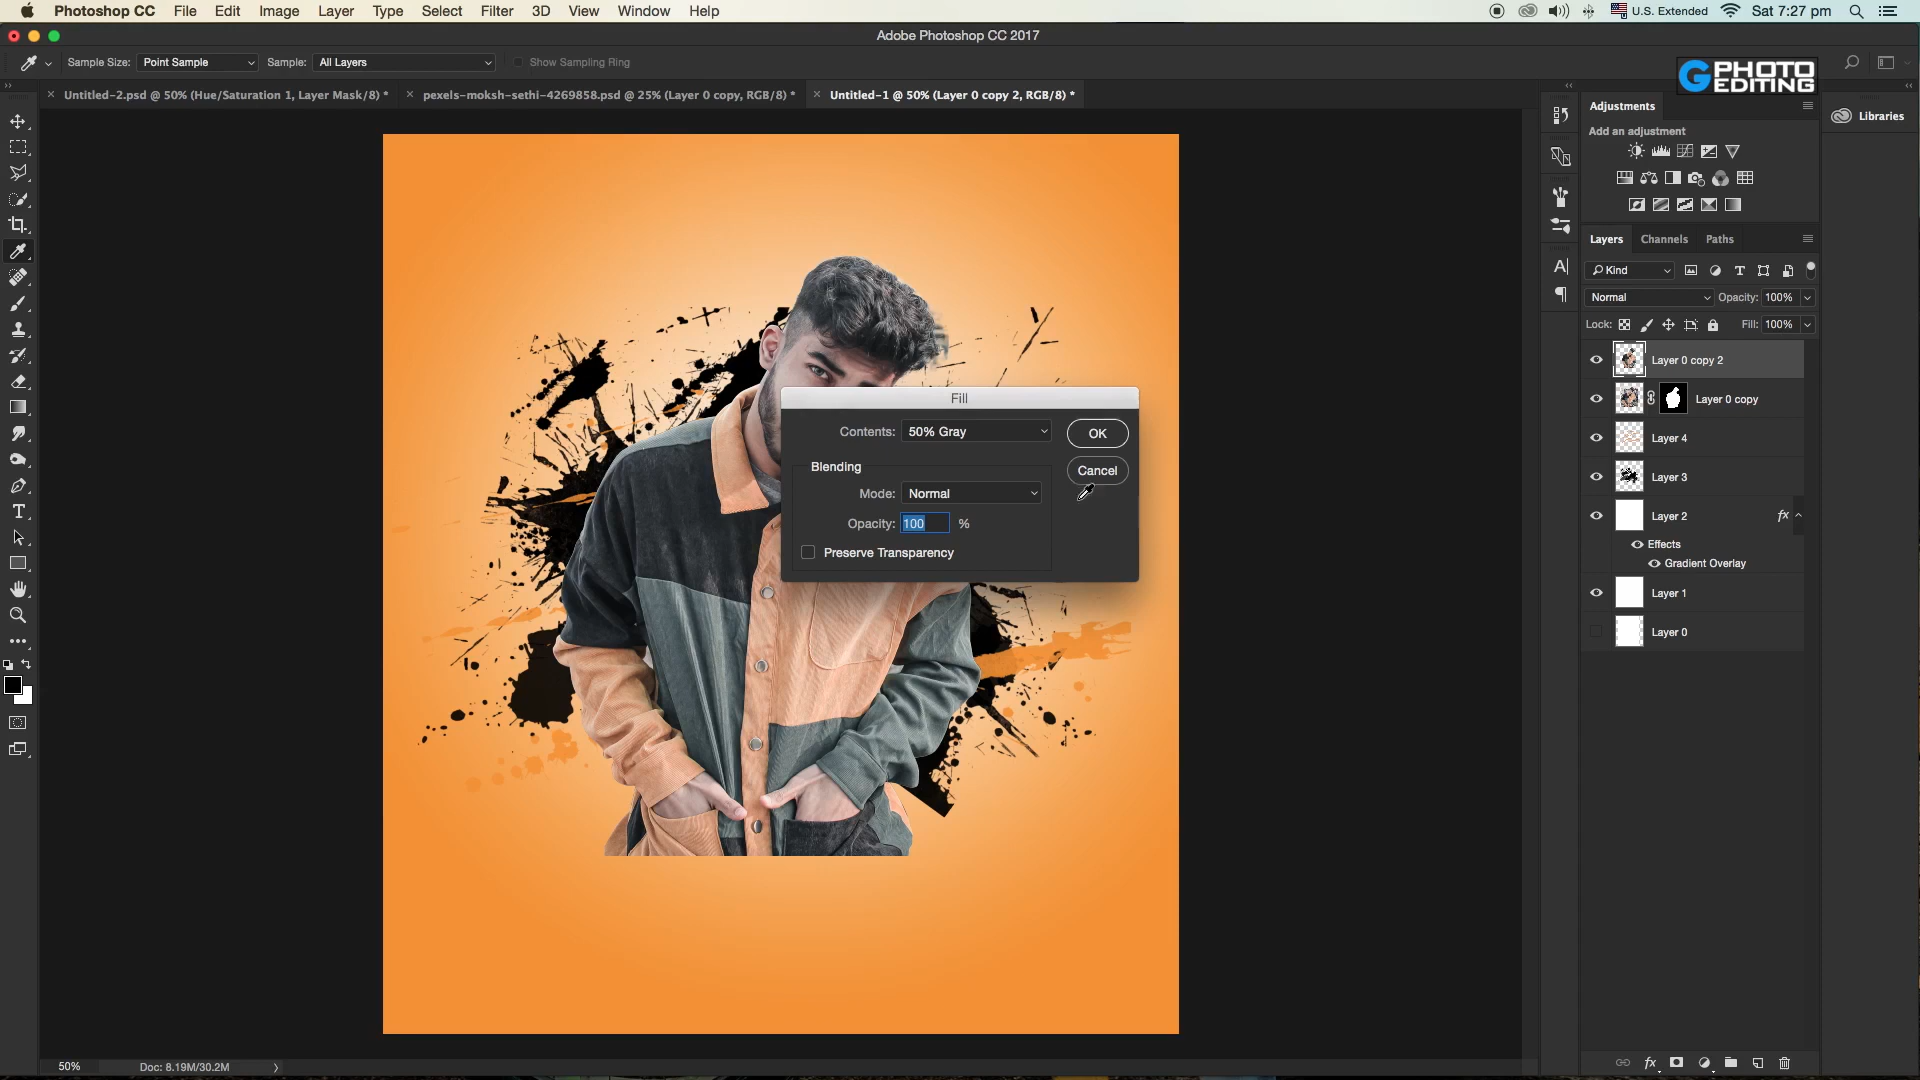 Photoshop CC File Edit Image Layer Type Select Filter 3D View Window Help U.S. Extended Sat 7:27 pm
Adobe Photoshop CC 2017
Sample Size: Point Sample Sample: All Layers Show Sampling Ring
G PHOTO EDITING
Untitled-2.psd @ 50% (Hue/Saturation 1, Layer Mask/8) * pexels-moksh-sethi-4269858.psd @ 25% (Layer 0 copy, RGB/8) * Untitled-1 @ 50% (Layer 0 copy 2, RGB/8) *
Adjustments
Libraries
Add an adjustment
Layers Channels Paths
Kind
Normal Opacity: 100%
Lock: Fill: 100%
Layer 0 copy 2
Layer 0 copy
Layer 4
Layer 3
Layer 2 fx
Effects
Gradient Overlay
Layer 1
Layer 0
Fill
Contents: 50% Gray OK
Blending Cancel
Mode: Normal
Opacity: 100 %
Preserve Transparency
50% Doc: 8.19M/30.2M
fx